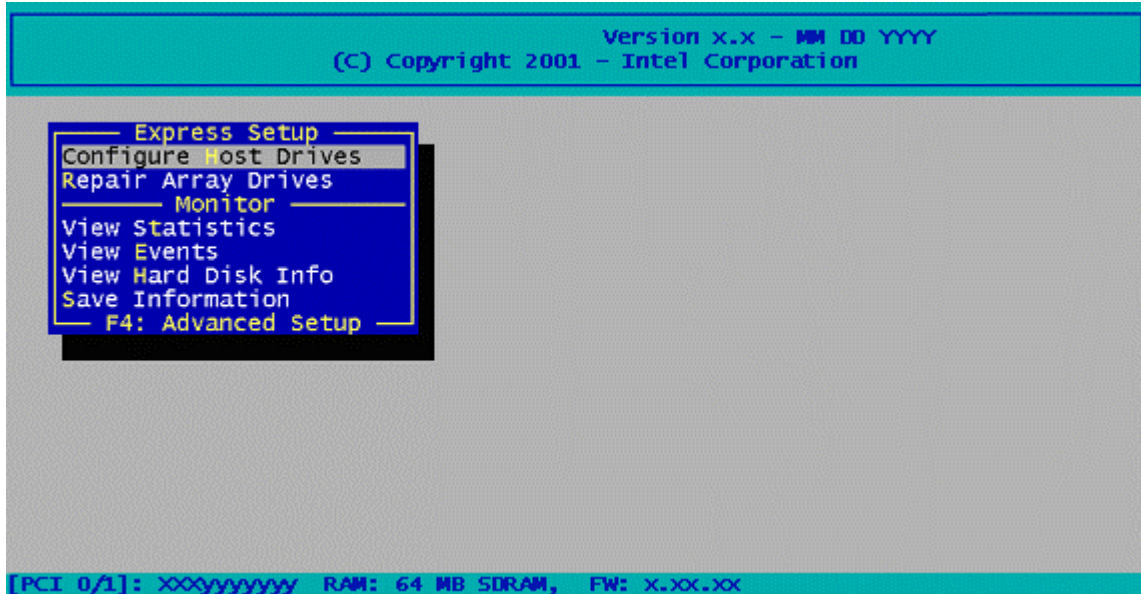 Version x.x - MM DD YYYY
(C) Copyright 2001 - Intel Corporation
Express Setup
Configure Host Drives
Repair Array Drives
Monitor
View Statistics
View Events
View Hard Disk Info
Save Information
F4: Advanced Setup
[PCI 0/1]: XXXyyyyyyy RAM: 64 MB SDRAM, FW: x.xx.xx